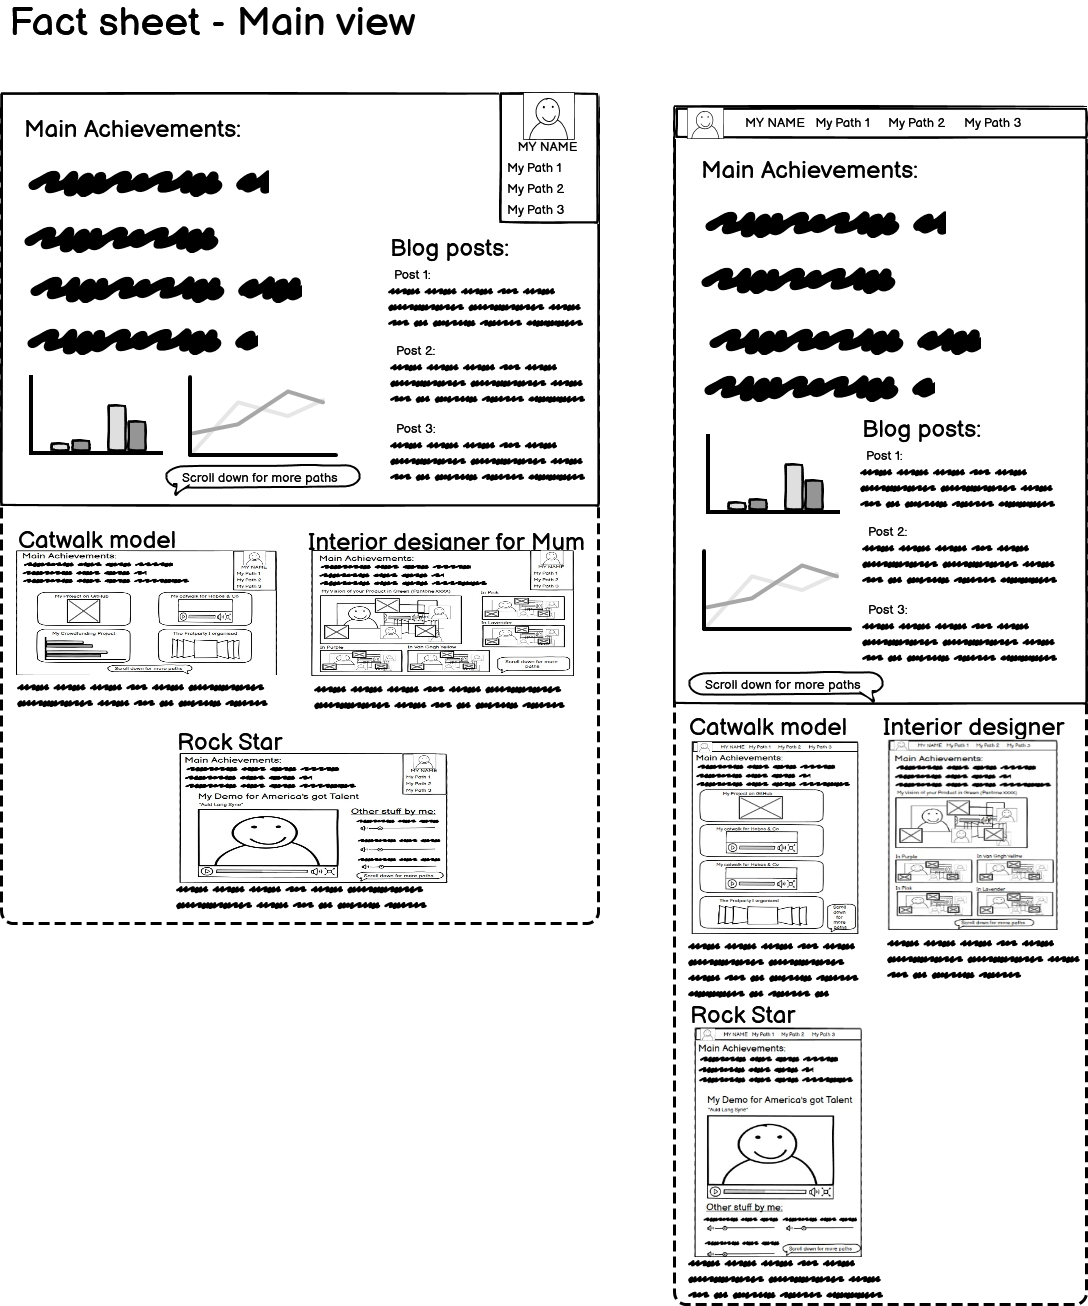 Fact sheet - Main view
Main Achievements:
MY NAME
My Path 1
My Path 2
My Path 3
Blog posts:
Post 1:
Post 2:
Post 3:
Scroll down for more paths
Catwalk model
Main Achievements:
MY NAME
My Path 1
My Path 2
My Path 3
My Project on GitHub
My catwalk for Hobos & Co
My Crowdfunding Project
The Fratparty I organised
Scroll down for more paths
Interior designer for Mum
Main Achievements:
MY NAME
My Path 1
My Path 2
My Path 3
My Vision of your Product in Green (Pantone XXXX)
In Pink
In Lavender
In Purple
In van Gogh Yellow
Scroll down for more
paths
Rock Star
Main Achievements:
MY NAME
My Path 1
My Path 2
My Path 3
My Demo for America's got Talent
"Auld Lang Syne"
Other stuff by me:
Scroll down for more paths
MY NAME My Path 1 My Path 2 My Path 3
Main Achievements:
Blog posts:
Post 1:
Post 2:
Post 3:
Scroll down for more paths
Catwalk model
MY NAME My Path 1 My Path 2 My Path 3
Main Achievements:
My Project on GitHub
My catwalk for Hobos & Co
My catwalk for Hobos & Co
The Fratparty I organised
Scroll
down
for
more
paths
Interior designer
MY NAME My Path 1 My Path 2 My Path 3
Main Achievements:
My Vision of your Product in Green (Pantone XXXX)
In Purple
In van Gogh Yellow
In Pink
In Lavender
Scroll down for more paths
Rock Star
MY NAME My Path 1 My Path 2 My Path 3
Main Achievements:
My Demo for America's got Talent
"Auld Lang Syne"
Other stuff by me:
Scroll down for more paths